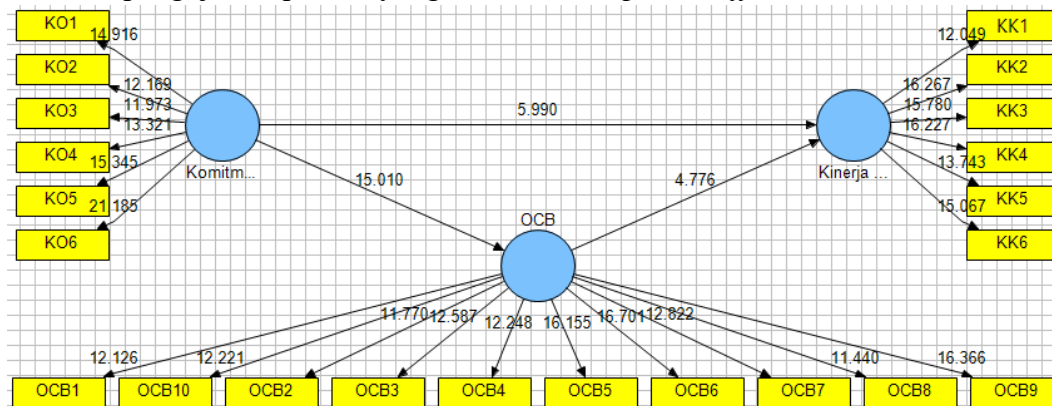 KO1
14.916
KO2
12.169
KO3
11.973
13.321
KO4
15.345
KO5
21.185
KO6
Komitm...
5.990
15.010
4.776
OCB
Kinerja ...
KK1
12.049
KK2
16.267
15.780
KK3
16.227
KK4
13.743
KK5
15.067
KK6
11.770
12.587
12.248
16.155
16.701
12.822
12.126
12.221
11.440
16.366
OCB1
OCB10
OCB2
OCB3
OCB4
OCB5
OCB6
OCB7
OCB8
OCB9